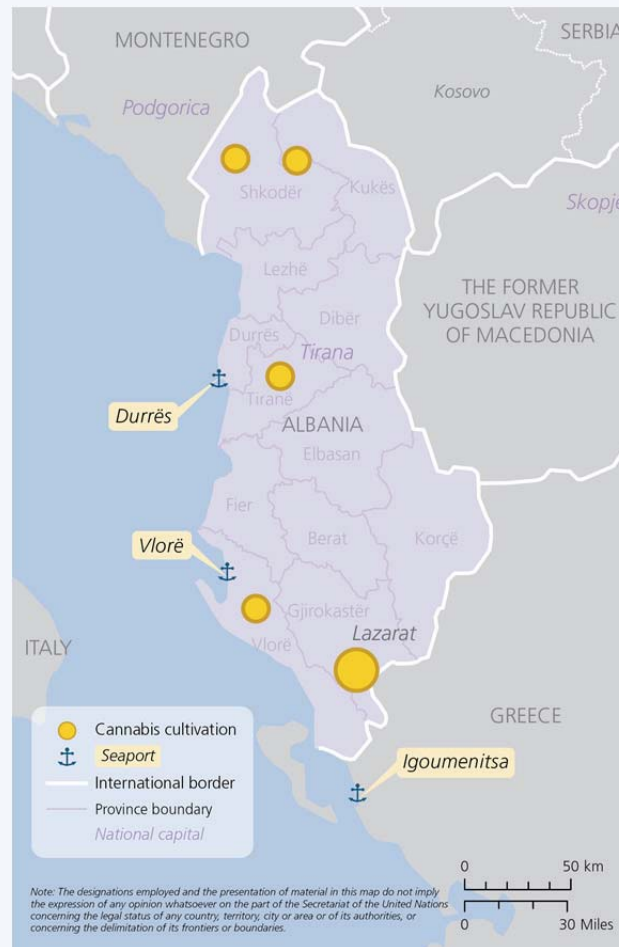 MONTENEGRO
SERBIA
Podgorica
Kosovo
Shkodër
Kukës
Skopje
Lezhë
THE FORMER
YUGOSLAV REPUBLIC
OF MACEDONIA
Dibër
Durrës
Tirana
Tiranë
Durrës
ALBANIA
Elbasan
Fier
Vlorë
Berat
Korçë
Gjirokastër
Lazarat
Vlorë
ITALY
GREECE
Igoumenitsa
Cannabis cultivation
Seaport
International border
Province boundary
National capital
0 50 km
0 30 Miles
Note: The designations employed and the presentation of material in this map do not imply
the expression of any opinion whatsoever on the part of the Secretariat of the United Nations
concerning the legal status of any country, territory, city or area or of its authorities, or
concerning the delimitation of its frontiers or boundaries.